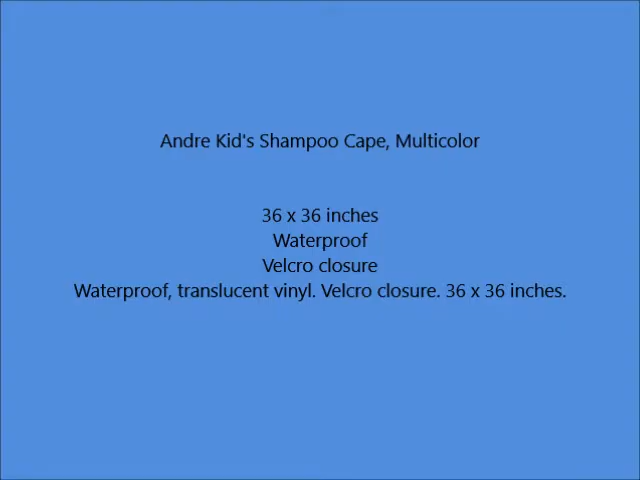 Andre Kid's Shampoo Cape, Multicolor
36 x 36 inches
Waterproof
Velcro closure
Waterproof, translucent vinyl. Velcro closure. 36 x 36 inches.